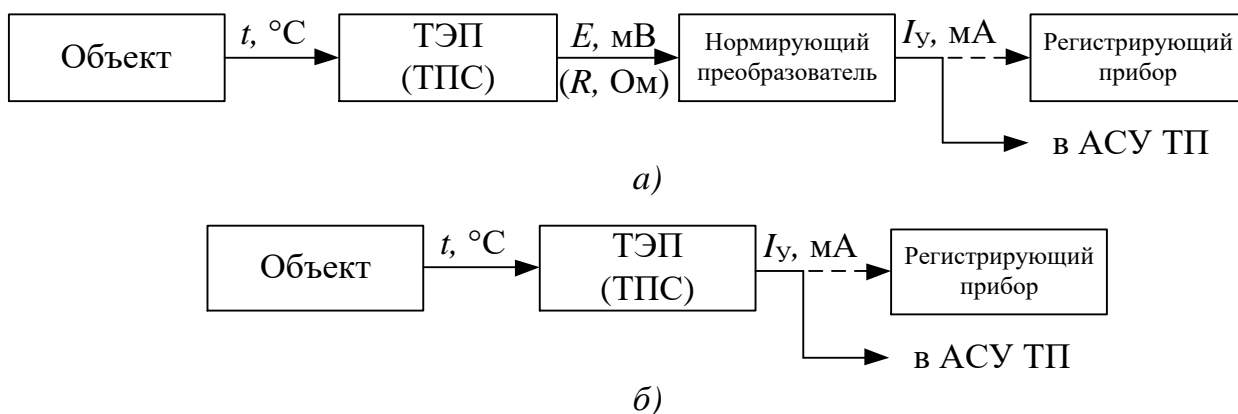 Объект
t, °C
ТЭП
(ТПС)
E, мВ
(R, Ом)
Нормирующий
преобразователь
IУ, мА
Регистрирующий
прибор
в АСУ ТП
а)
Объект
t, °C
ТЭП
(ТПС)
IУ, мА
Регистрирующий
прибор
в АСУ ТП
б)